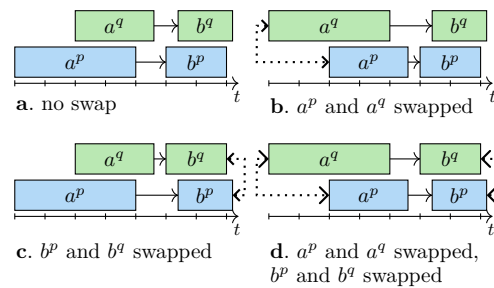 a^q b^q a^q b^q
a^p b^p a^p b^p
t t
a. no swap b. a^p and a^q swapped
a^q b^q a^q b^q
a^p b^p a^p b^p
t t
c. b^p and b^q swapped d. a^p and a^q swapped,
b^p and b^q swapped